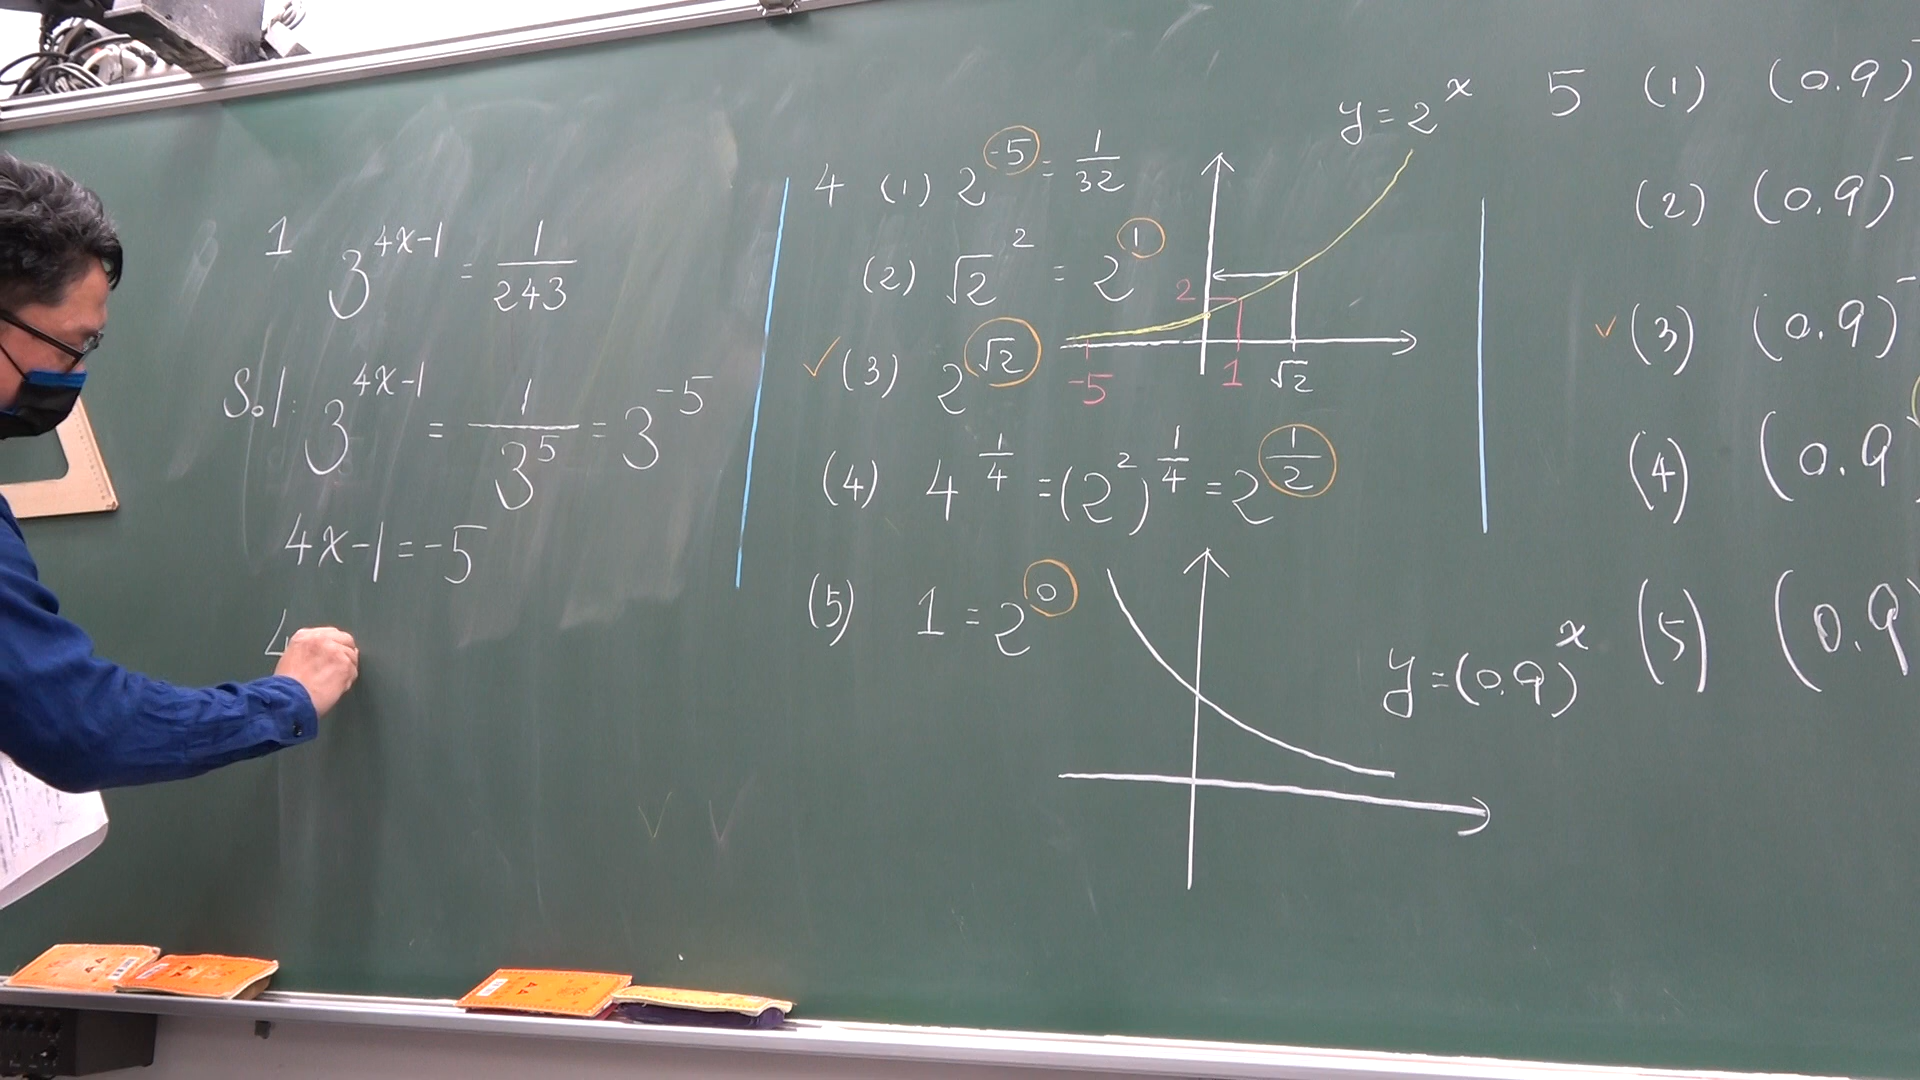 1 3^{4x-1} = 1/243
Sol: 3^{4x-1} = 1/3^5 = 3^{-5}
4x-1=-5
4
4 (1) 2^{-5} = 1/32
(2) √2^2 = 2^1
✓ (3) 2^{√2}
(4) 4^{1/4} =(2^2)^{1/4} = 2^{1/2}
(5) 1 = 2^0
y=2^x
2
-5 1 √2
y=(0.9)^x
5 (1) (0.9)^-
(2) (0.9)^-
✓ (3) (0.9)^-
(4) (0.9
(5) (0.9